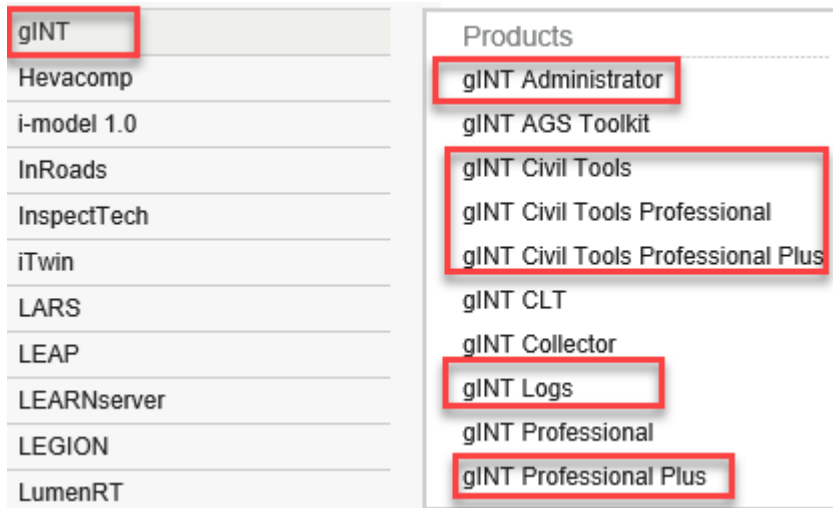 gINT
Hevacomp
i-model 1.0
InRoads
InspectTech
iTwin
LARS
LEAP
LEARNserver
LEGION
LumenRT
Products
gINT Administrator
gINT AGS Toolkit
gINT Civil Tools
gINT Civil Tools Professional
gINT Civil Tools Professional Plus
gINT CLT
gINT Collector
gINT Logs
gINT Professional
gINT Professional Plus